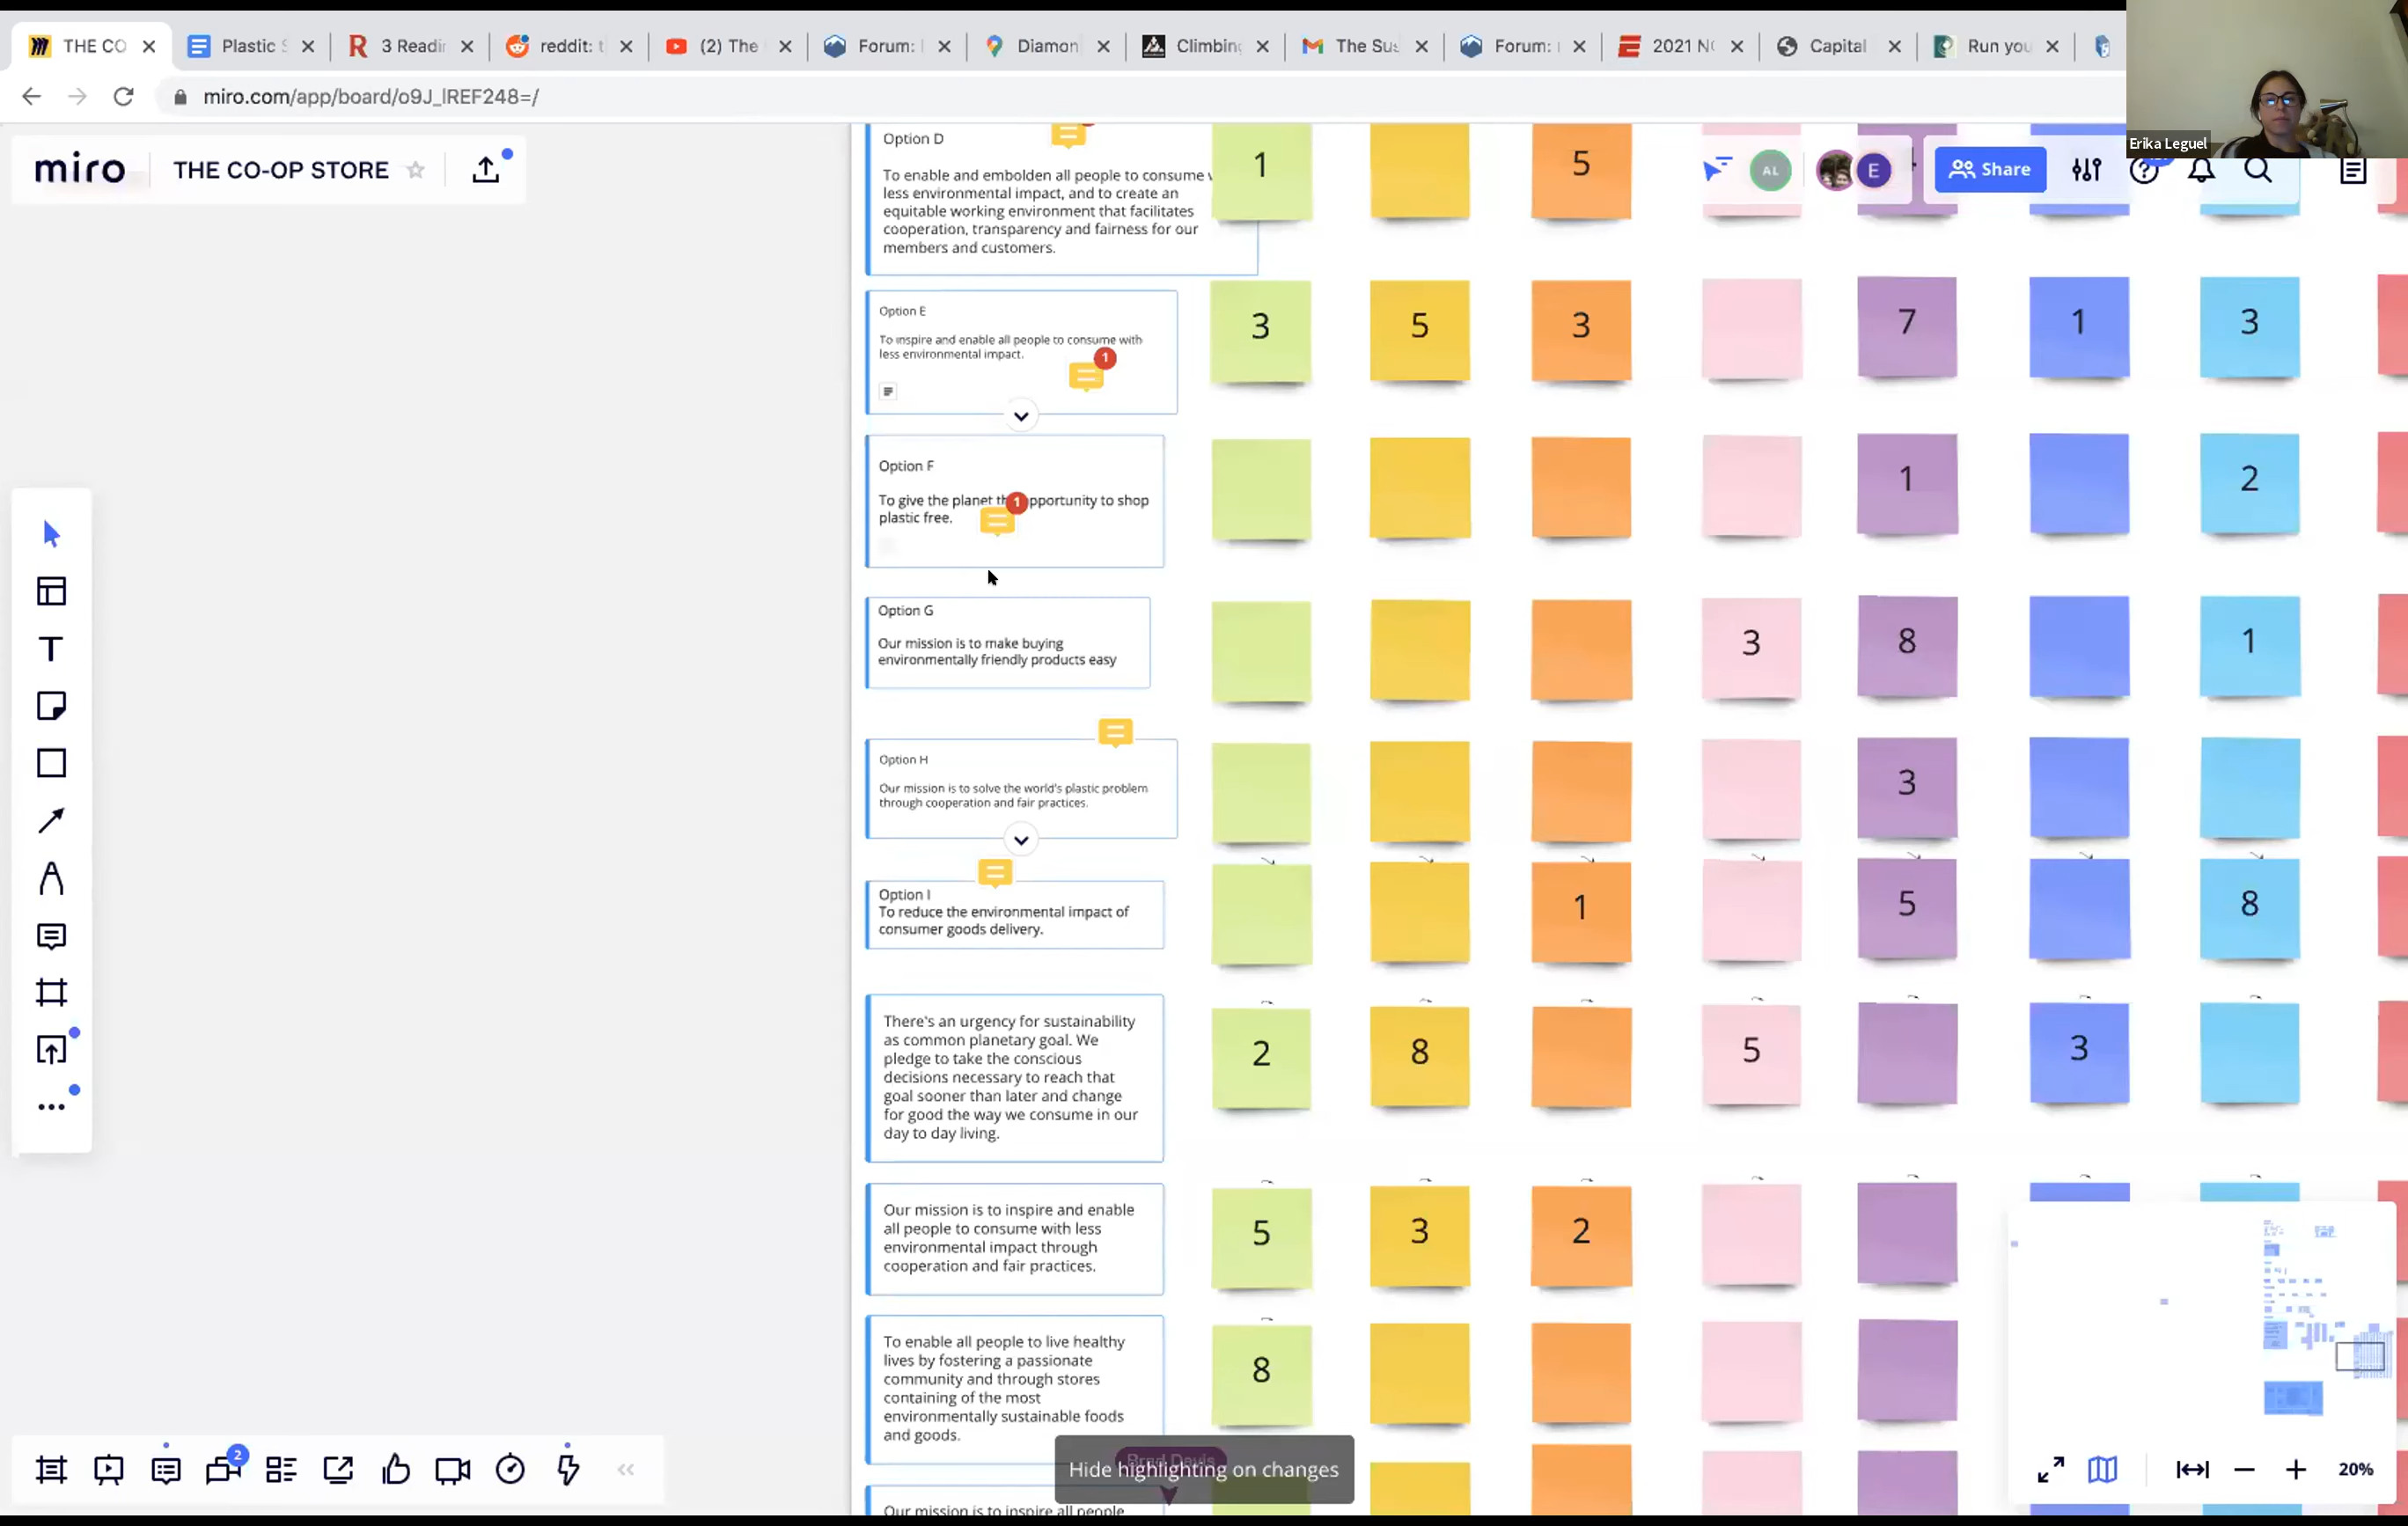 THE CO
Plastic S
3 Readi
reddit: t
(2) The
Forum:
Diamon
Climbing
The Sus
Forum:
2021 NC
Capital
Run you
miro.com/app/board/o9J_lREF248=/
Erika Leguel
miro
THE CO-OP STORE
AL
E
Share
Option D
To enable and embolden all people to consume
less environmental impact, and to create an
equitable working environment that facilitates
cooperation, transparency and fairness for our
members and customers.
1
5
Option E
To inspire and enable all people to consume with
less environmental impact.
1
3
5
3
7
1
3
Option F
To give the planet pportunity to shop
plastic free.
1
1
2
Option G
Our mission is to make buying
environmentally friendly products easy
3
8
1
Option H
Our mission is to solve the world's plastic problem
through cooperation and fair practices.
3
Option I
To reduce the environmental impact of
consumer goods delivery.
1
5
8
There's an urgency for sustainability
as common planetary goal. We
pledge to take the conscious
decisions necessary to reach that
goal sooner than later and change
for good the way we consume in our
day to day living.
2
8
5
3
Our mission is to inspire and enable
all people to consume with less
environmental impact through
cooperation and fair practices.
5
3
2
To enable all people to live healthy
lives by fostering a passionate
community and through stores
containing of the most
environmentally sustainable foods
and goods.
8
Our mission is to inspire all people
Hide highlighting on changes
2
20%